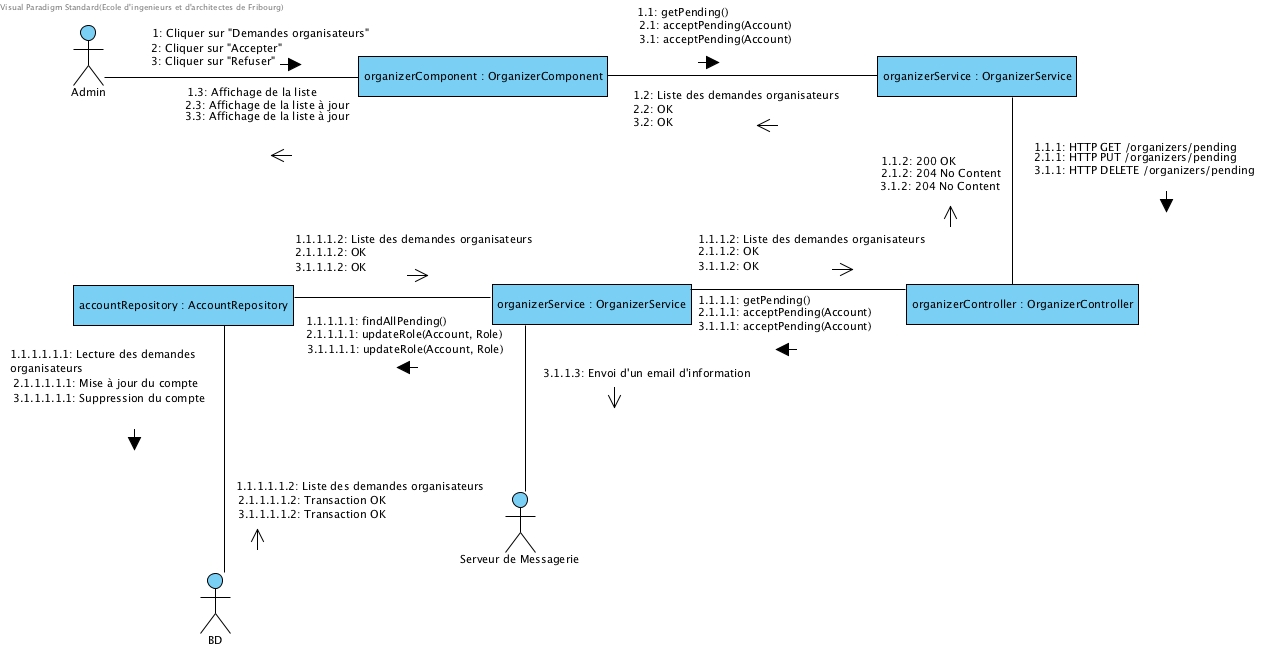 Visual Paradigm Standard(Ecole d'ingenieurs et d'architectes de Fribourg)
1: Cliquer sur "Demandes organisateurs"
2: Cliquer sur "Accepter"
3: Cliquer sur "Refuser"
Admin
1.3: Affichage de la liste
2.3: Affichage de la liste à jour
3.3: Affichage de la liste à jour
organizerComponent : OrganizerComponent
1.1: getPending()
2.1: acceptPending(Account)
3.1: acceptPending(Account)
1.2: Liste des demandes organisateurs
2.2: OK
3.2: OK
organizerService : OrganizerService
1.1.1: HTTP GET /organizers/pending
2.1.1: HTTP PUT /organizers/pending
3.1.1: HTTP DELETE /organizers/pending
1.1.2: 200 OK
2.1.2: 204 No Content
3.1.2: 204 No Content
1.1.1.1.2: Liste des demandes organisateurs
2.1.1.1.2: OK
3.1.1.1.2: OK
1.1.1.2: Liste des demandes organisateurs
2.1.1.2: OK
3.1.1.2: OK
accountRepository : AccountRepository
organizerService : OrganizerService
organizerController : OrganizerController
1.1.1.1: getPending()
2.1.1.1: acceptPending(Account)
3.1.1.1: acceptPending(Account)
1.1.1.1.1: findAllPending()
2.1.1.1.1: updateRole(Account, Role)
3.1.1.1.1: updateRole(Account, Role)
1.1.1.1.1.1: Lecture des demandes
organisateurs
2.1.1.1.1.1: Mise à jour du compte
3.1.1.1.1.1: Suppression du compte
3.1.1.3: Envoi d'un email d'information
1.1.1.1.1.2: Liste des demandes organisateurs
2.1.1.1.1.2: Transaction OK
3.1.1.1.1.2: Transaction OK
Serveur de Messagerie
BD